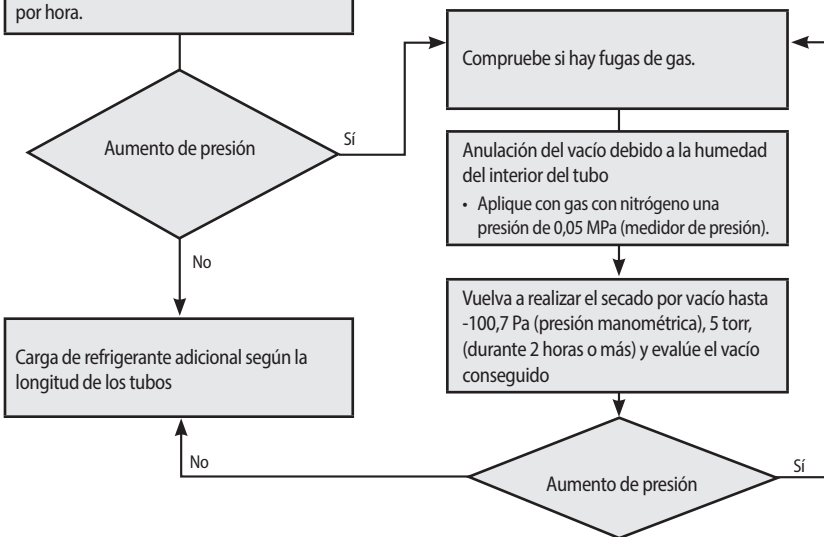 por hora.
Aumento de presión
Sí
No
Carga de refrigerante adicional según la
longitud de los tubos
Compruebe si hay fugas de gas.
Anulación del vacío debido a la humedad
del interior del tubo
• Aplique con gas con nitrógeno una
presión de 0,05 MPa (medidor de presión).
Vuelva a realizar el secado por vacío hasta
-100,7 Pa (presión manométrica), 5 torr,
(durante 2 horas o más) y evalúe el vacío
conseguido
Aumento de presión
No
Sí